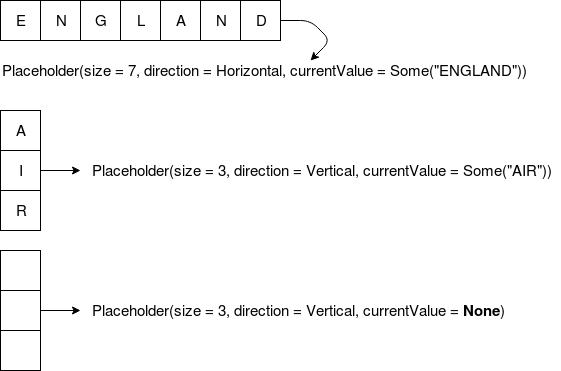 E N G L A N D
Placeholder(size = 7, direction = Horizontal, currentValue = Some("ENGLAND"))
A
I
Placeholder(size = 3, direction = Vertical, currentValue = Some("AIR"))
R
Placeholder(size = 3, direction = Vertical, currentValue = None)